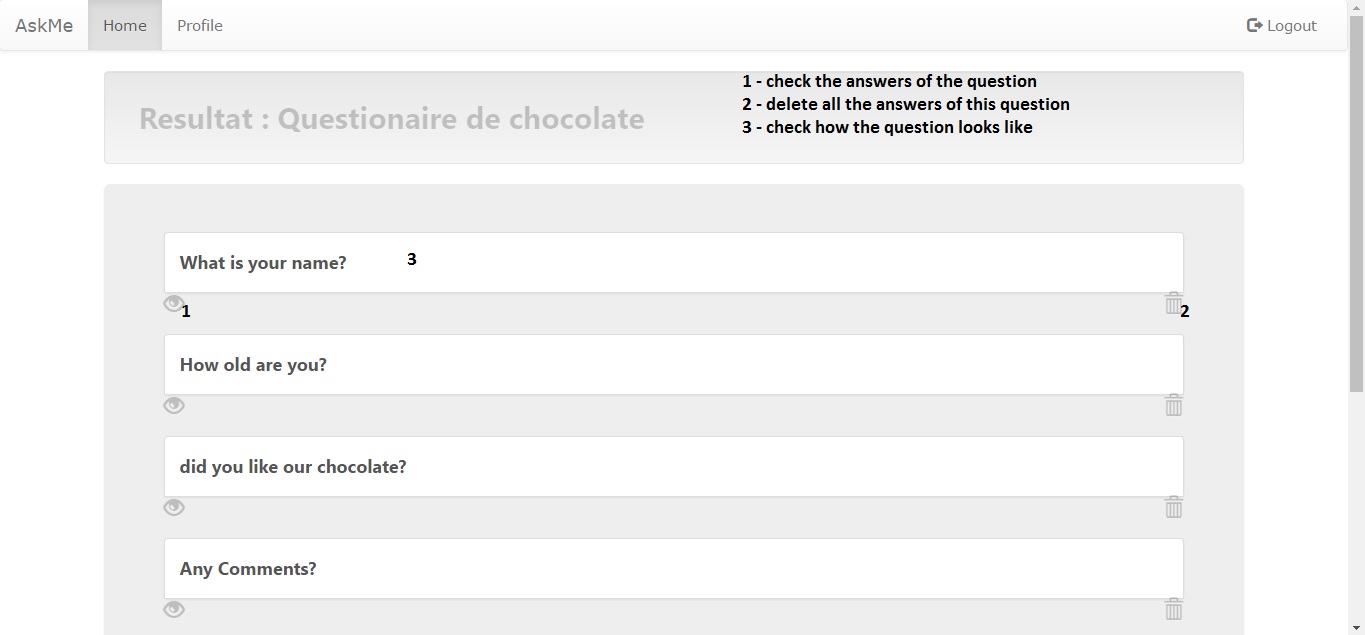 AskMe Home Profile Logout
1 - check the answers of the question
2 - delete all the answers of this question
3 - check how the question looks like
Resultat : Questionaire de chocolate
What is your name? 3
1 2
How old are you?
did you like our chocolate?
Any Comments?